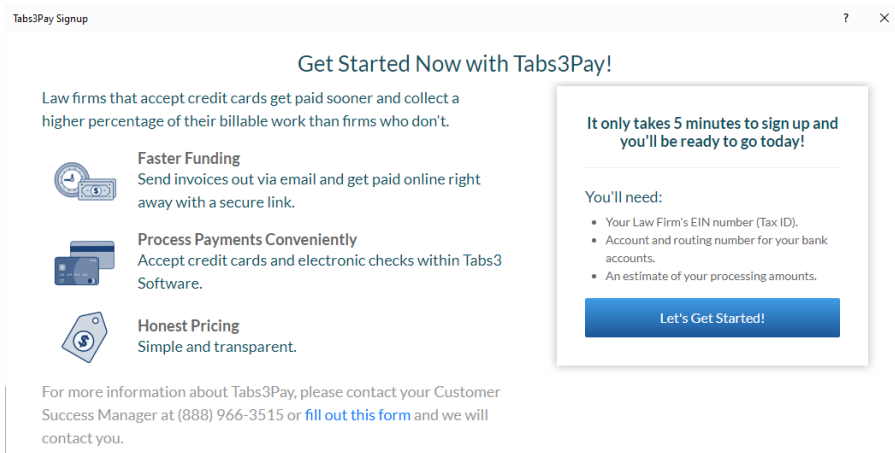 Tabs3Pay Signup
?
Get Started Now with Tabs3Pay!
Law firms that accept credit cards get paid sooner and collect a
higher percentage of their billable work than firms who don't.
Faster Funding
Send invoices out via email and get paid online right
away with a secure link.
Process Payments Conveniently
Accept credit cards and electronic checks within Tabs3
Software.
Honest Pricing
Simple and transparent.
For more information about Tabs3Pay, please contact your Customer
Success Manager at (888) 966-3515 or fill out this form and we will
contact you.
It only takes 5 minutes to sign up and
you'll be ready to go today!
You'll need:
• Your Law Firm's EIN number (Tax ID).
• Account and routing number for your bank
accounts.
• An estimate of your processing amounts.
Let's Get Started!